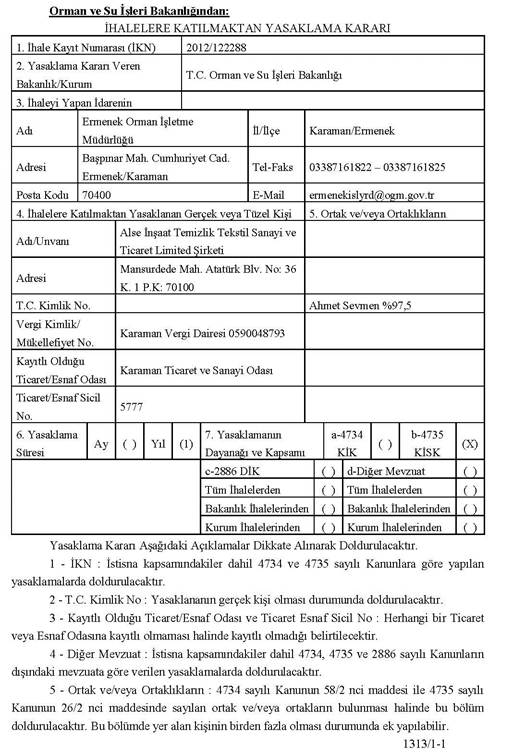 Orman ve Su İşleri Bakanlığından:
İHALELERE KATILMAKTAN YASAKLAMA KARARI
1. İhale Kayıt Numarası (İKN) 2012/122288
2. Yasaklama Kararı Veren
Bakanlık/Kurum T.C. Orman ve Su İşleri Bakanlığı
3. İhaleyi Yapan İdarenin
Adı Ermenek Orman İşletme
Müdürlüğü İl/İlçe Karaman/Ermenek
Adresi Başpınar Mah. Cumhuriyet Cad.
Ermenek/Karaman Tel-Faks 03387161822 – 03387161825
Posta Kodu 70400 E-Mail ermenekislyrd@ogm.gov.tr
4. İhalelere Katılmaktan Yasaklanan Gerçek veya Tüzel Kişi 5. Ortak ve/veya Ortaklıkların
Adı/Unvanı Alse İnşaat Temizlik Tekstil Sanayi ve
Ticaret Limited Şirketi
Adresi Mansurdede Mah. Atatürk Blv. No: 36
K. 1 P.K: 70100
T.C. Kimlik No. Ahmet Sevmen %97,5
Vergi Kimlik/
Mükellefiyet No. Karaman Vergi Dairesi 0590048793
Kayıtlı Olduğu
Ticaret/Esnaf Odası Karaman Ticaret ve Sanayi Odası
Ticaret/Esnaf Sicil
No. 5777
6. Yasaklama
Süresi Ay ( ) Yıl (1) 7. Yasaklamanın
Dayanağı ve Kapsamı a-4734
KİK ( ) b-4735
KİSK (X)
c-2886 DİK ( ) d-Diğer Mevzuat ( )
Tüm İhalelerden ( ) Tüm İhalelerden ( )
Bakanlık İhalelerinden ( ) Bakanlık İhalelerinden ( )
Kurum İhalelerinden ( ) Kurum İhalelerinden ( )
Yasaklama Kararı Aşağıdaki Açıklamalar Dikkate Alınarak Doldurulacaktır.
1 - İKN : İstisna kapsamındakiler dahil 4734 ve 4735 sayılı Kanunlara göre yapılan
yasaklamalarda doldurulacaktır.
2 - T.C. Kimlik No : Yasaklananın gerçek kişi olması durumunda doldurulacaktır.
3 - Kayıtlı Olduğu Ticaret/Esnaf Odası ve Ticaret Esnaf Sicil No : Herhangi bir Ticaret
veya Esnaf Odasına kayıtlı olmaması halinde kayıtlı olmadığı belirtilecektir.
4 - Diğer Mevzuat : İstisna kapsamındakiler dahil 4734, 4735 ve 2886 sayılı Kanunların
dışındaki mevzuata göre verilen yasaklamalarda doldurulacaktır.
5 - Ortak ve/veya Ortaklıkların : 4734 sayılı Kanunun 58/2 nci maddesi ile 4735 sayılı
Kanunun 26/2 nci maddesinde sayılan ortak ve/veya ortakların bulunması halinde bu bölüm
doldurulacaktır. Bu bölümde yer alan kişinin birden fazla olması durumunda ek yapılabilir.
1313/1-1